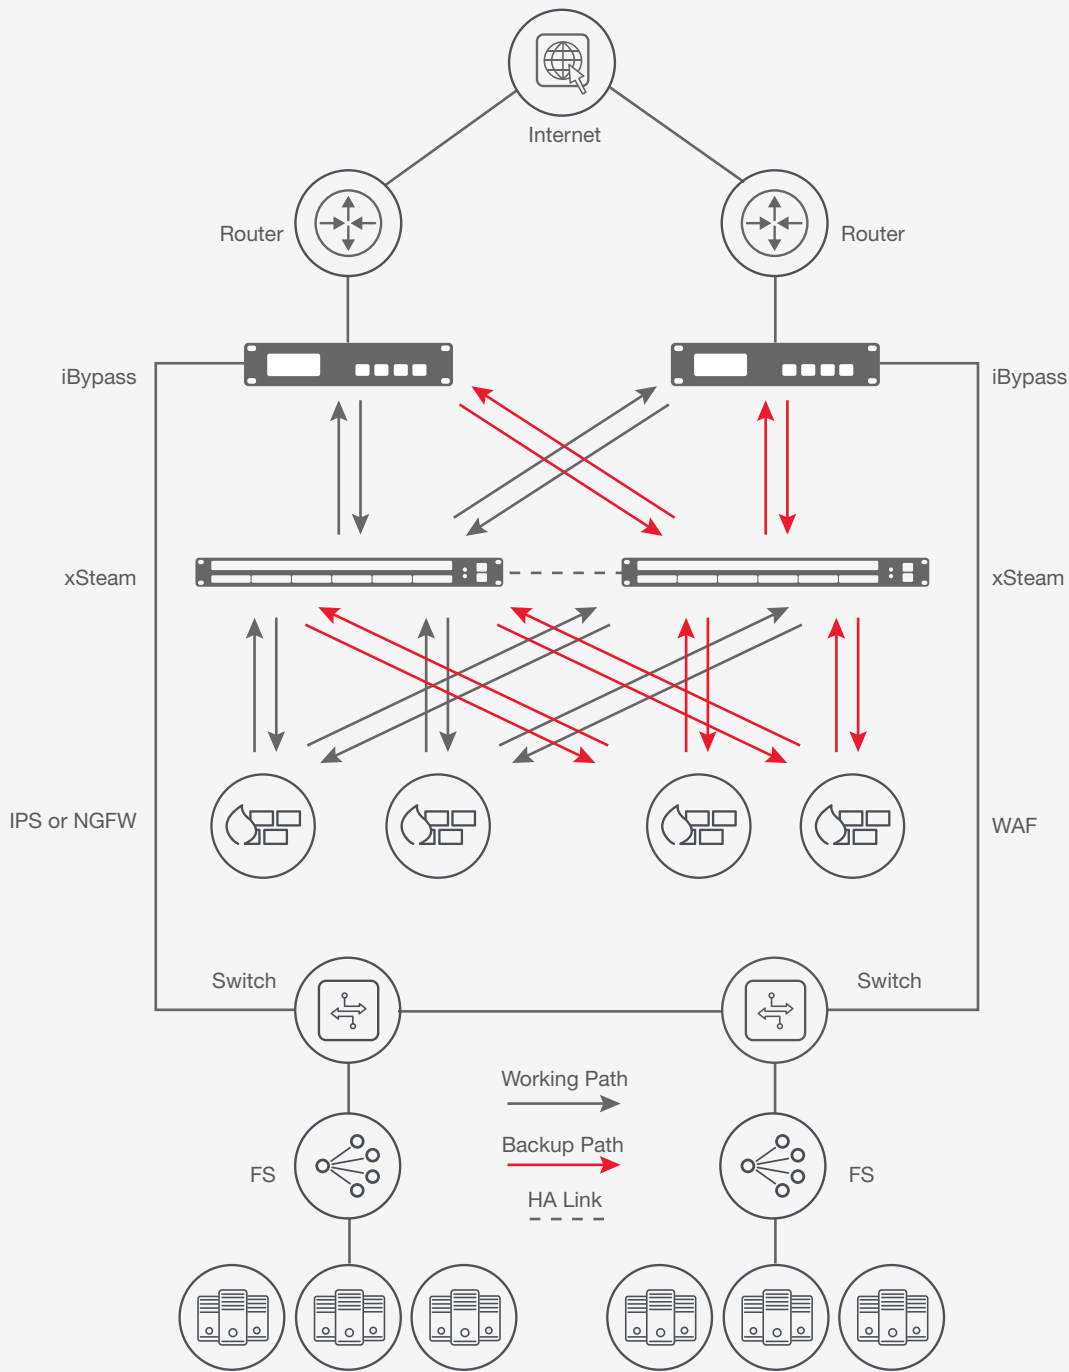 Internet
Router
Router
iBypass
iBypass
xSteam
xSteam
IPS or NGFW
WAF
Switch
Switch
Working Path
Backup Path
FS
FS
HA Link